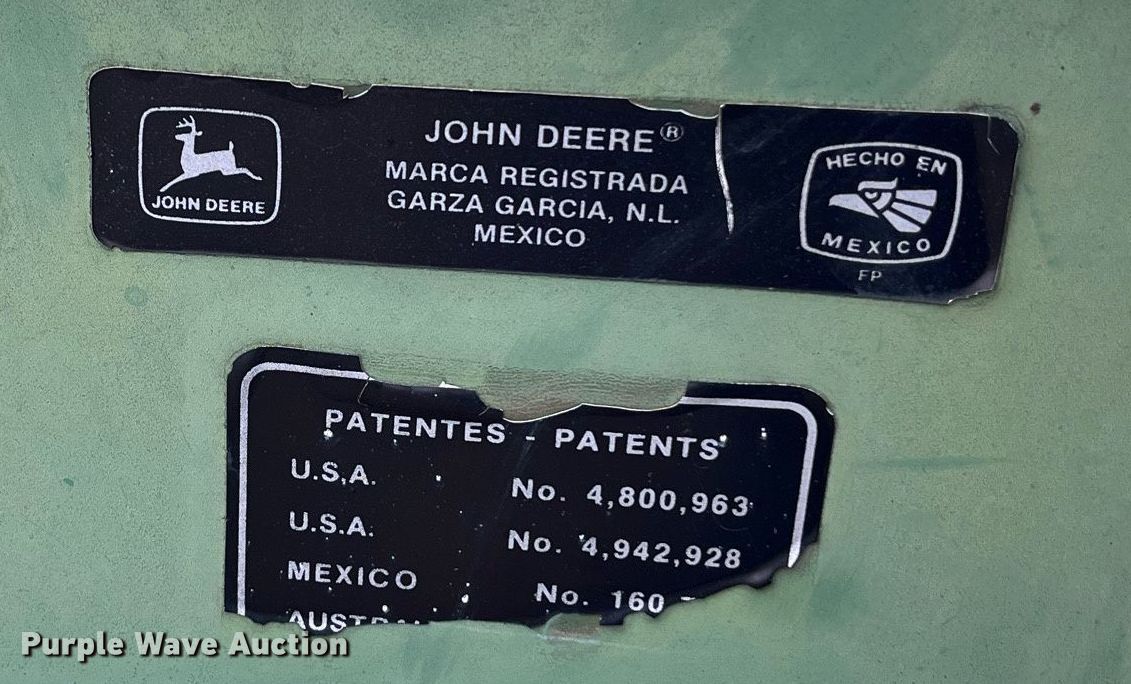 JOHN DEERE
JOHN DEERE®
MARCA REGISTRADA
GARZA GARCIA, N.L.
MEXICO
HECHO EN
MEXICO
FP
PATENTES - PATENTS
U.S.A. No. 4,800,963
U.S.A. No. 4,942,928
MEXICO No. 160
Purple Wave Auction